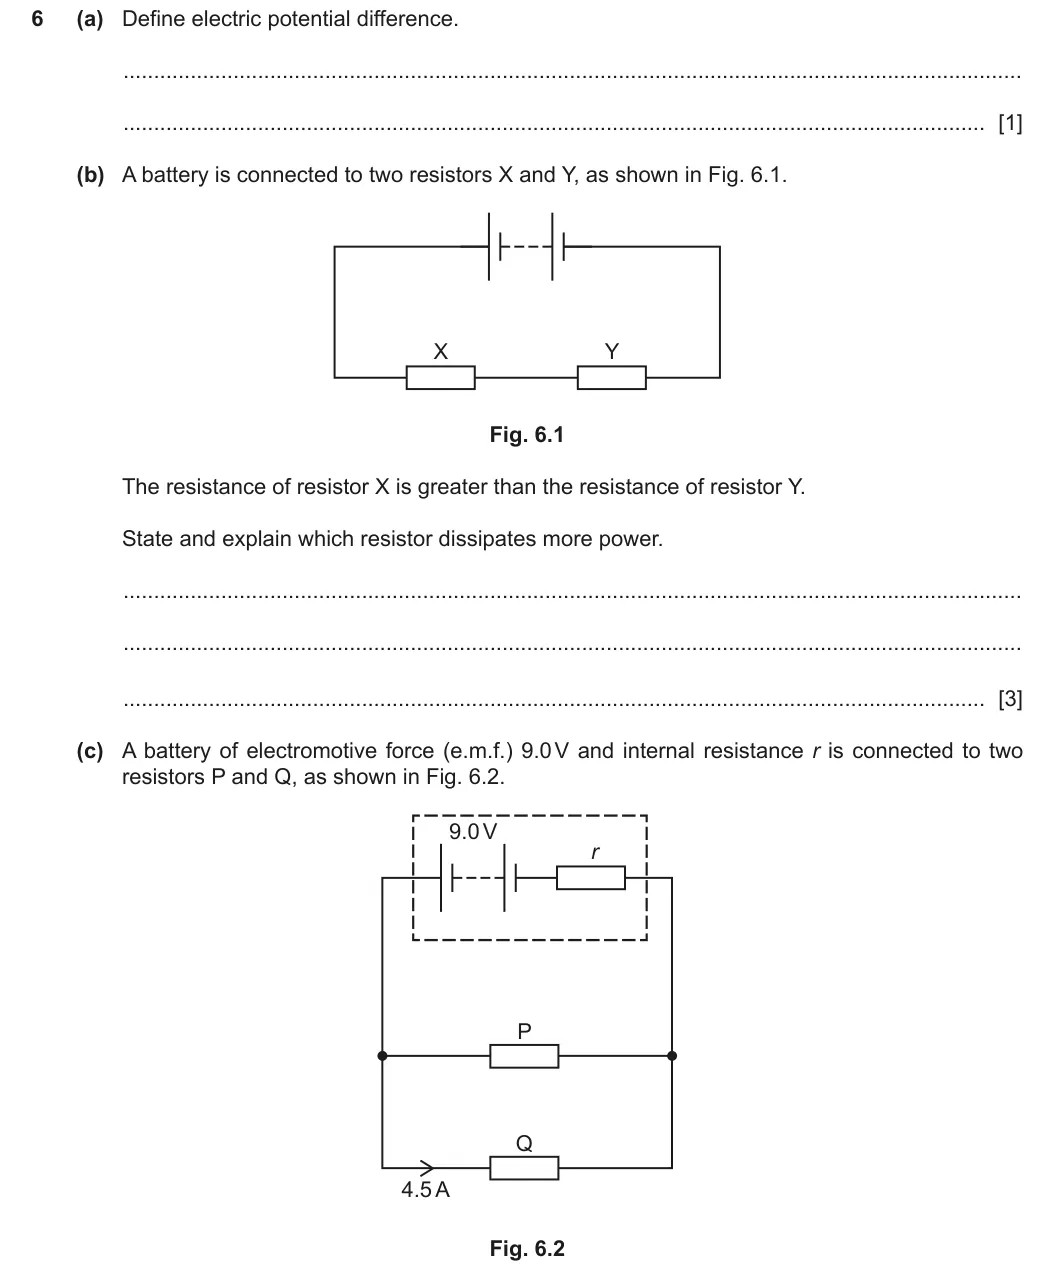 6 (a) Define electric potential difference.
..........................................................................................................................................................
................................................................................................................................................... [1]
(b) A battery is connected to two resistors X and Y, as shown in Fig. 6.1.
X Y
Fig. 6.1
The resistance of resistor X is greater than the resistance of resistor Y.
State and explain which resistor dissipates more power.
..........................................................................................................................................................
..........................................................................................................................................................
................................................................................................................................................... [3]
(c) A battery of electromotive force (e.m.f.) 9.0 V and internal resistance r is connected to two
resistors P and Q, as shown in Fig. 6.2.
9.0 V
r
P
Q
4.5 A
Fig. 6.2